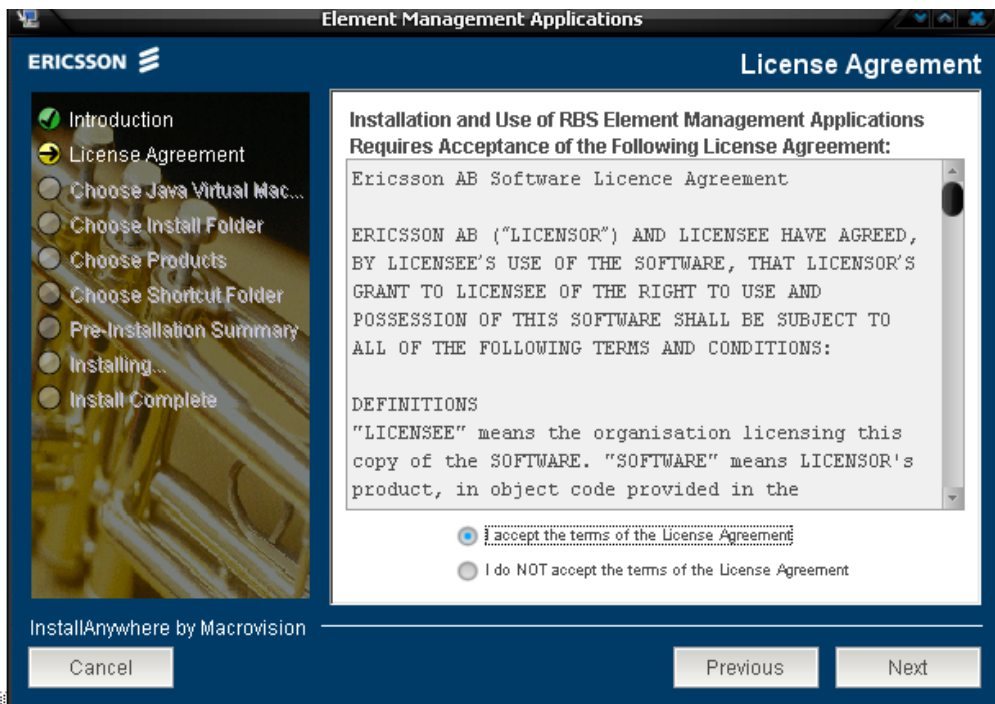 Element Management Applications
ERICSSON
License Agreement
Introduction
License Agreement
Choose Java Virtual Mac...
Choose Install Folder
Choose Products
Choose Shortcut Folder
Pre-Installation Summary
Installing...
Install Complete
Installation and Use of RBS Element Management Applications
Requires Acceptance of the Following License Agreement:
Ericsson AB Software Licence Agreement
ERICSSON AB ("LICENSOR") AND LICENSEE HAVE AGREED,
BY LICENSEE'S USE OF THE SOFTWARE, THAT LICENSOR'S
GRANT TO LICENSEE OF THE RIGHT TO USE AND
POSSESSION OF THIS SOFTWARE SHALL BE SUBJECT TO
ALL OF THE FOLLOWING TERMS AND CONDITIONS:
DEFINITIONS
"LICENSEE" means the organisation licensing this
copy of the SOFTWARE. "SOFTWARE" means LICENSOR's
product, in object code provided in the
I accept the terms of the License Agreement
I do NOT accept the terms of the License Agreement
InstallAnywhere by Macrovision
Cancel
Previous
Next